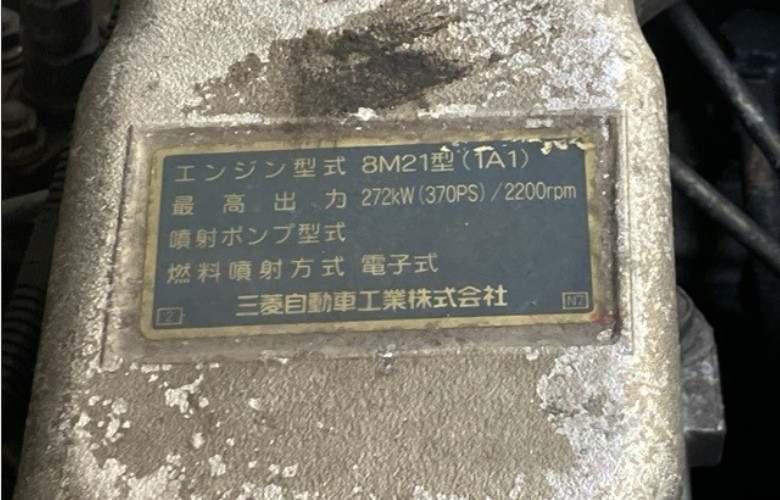 エンジン型式 8M21型(1A1)
最高出力 272kW(370PS)/2200rpm
噴射ポンプ型式
燃料噴射方式 電子式
三菱自動車工業株式会社
2 N7